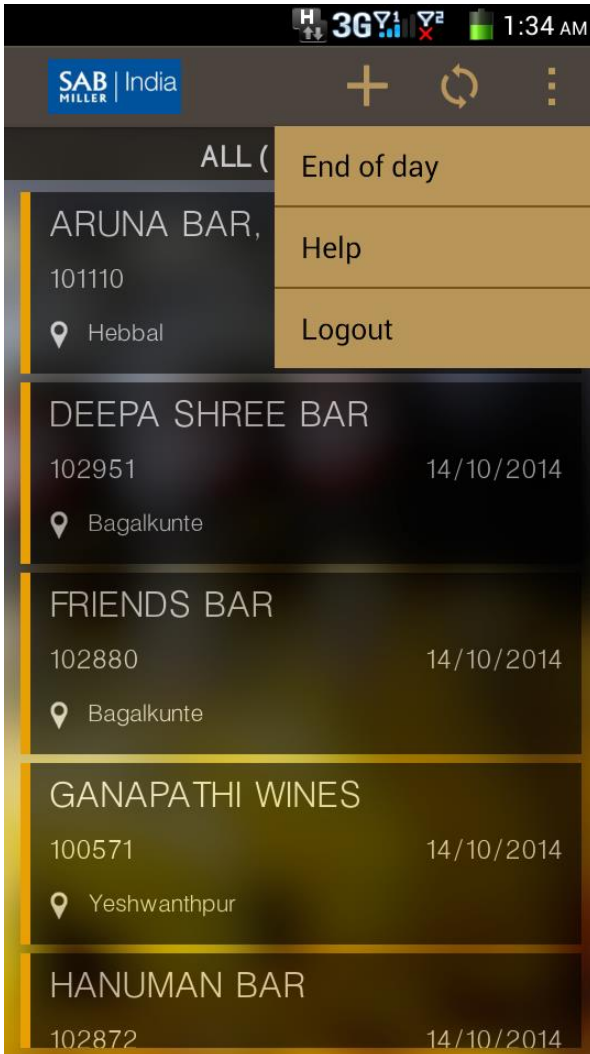 H 3G 1 2 1:34 AM
SAB MILLER | India
ALL (
End of day
Help
Logout
ARUNA BAR,
101110
Hebbal
DEEPA SHREE BAR
102951 14/10/2014
Bagalkunte
FRIENDS BAR
102880 14/10/2014
Bagalkunte
GANAPATHI WINES
100571 14/10/2014
Yeshwanthpur
HANUMAN BAR
102872 14/10/2014